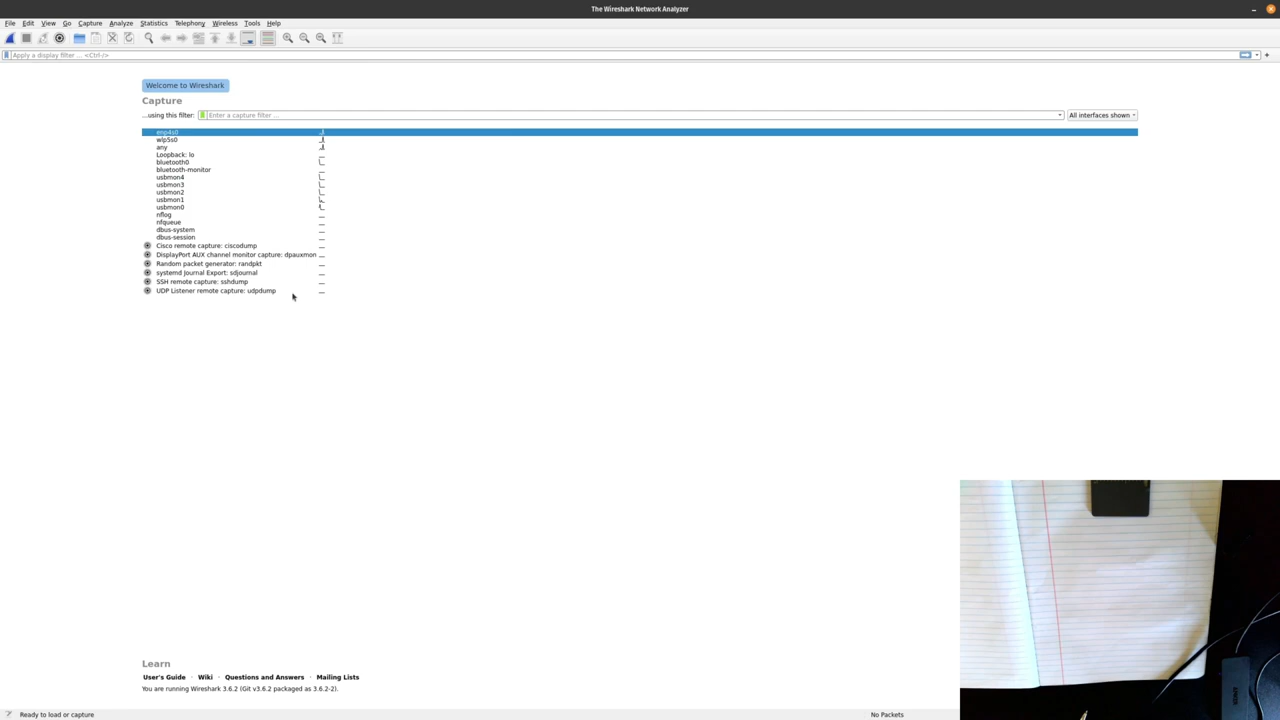 The Wireshark Network Analyzer
File Edit View Go Capture Analyze Statistics Telephony Wireless Tools Help
Apply a display filter ... <Ctrl-/>
Welcome to Wireshark
Capture
...using this filter: Enter a capture filter ... All interfaces shown
enp4s0
wlp5s0
any
Loopback: lo
bluetooth0
bluetooth-monitor
usbmon4
usbmon3
usbmon2
usbmon1
usbmon0
nflog
nfqueue
dbus-system
dbus-session
Cisco remote capture: ciscodump
DisplayPort AUX channel monitor capture: dpauxmon
Random packet generator: randpkt
systemd Journal Export: sdjournal
SSH remote capture: sshdump
UDP Listener remote capture: udpdump
Learn
User's Guide · Wiki · Questions and Answers · Mailing Lists
You are running Wireshark 3.6.2 (Git v3.6.2 packaged as 3.6.2-2).
Ready to load or capture No Packets